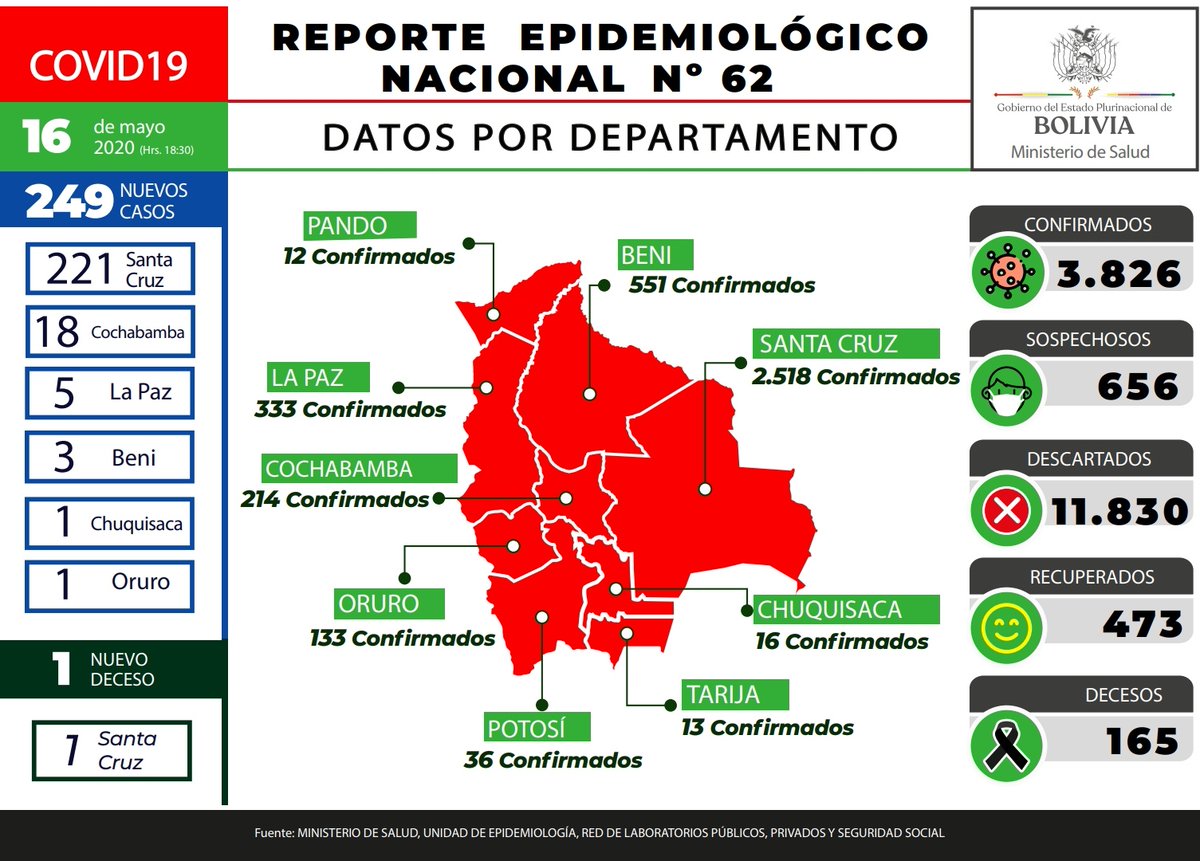 COVID19
16 de mayo
2020 (Hrs. 18:30)
249 NUEVOS
CASOS
221 Santa
Cruz
18 Cochabamba
5 La Paz
3 Beni
1 Chuquisaca
1 Oruro
1 NUEVO
DECESO
1 Santa
Cruz
REPORTE EPIDEMIOLÓGICO
NACIONAL Nº 62
DATOS POR DEPARTAMENTO
Gobierno del Estado Plurinacional de
BOLIVIA
Ministerio de Salud
PANDO
12 Confirmados
BENI
551 Confirmados
SANTA CRUZ
2.518 Confirmados
LA PAZ
333 Confirmados
COCHABAMBA
214 Confirmados
ORURO
133 Confirmados
CHUQUISACA
16 Confirmados
TARIJA
13 Confirmados
POTOSÍ
36 Confirmados
CONFIRMADOS
3.826
SOSPECHOSOS
656
DESCARTADOS
11.830
RECUPERADOS
473
DECESOS
165
Fuente: MINISTERIO DE SALUD, UNIDAD DE EPIDEMIOLOGÍA, RED DE LABORATORIOS PÚBLICOS, PRIVADOS Y SEGURIDAD SOCIAL